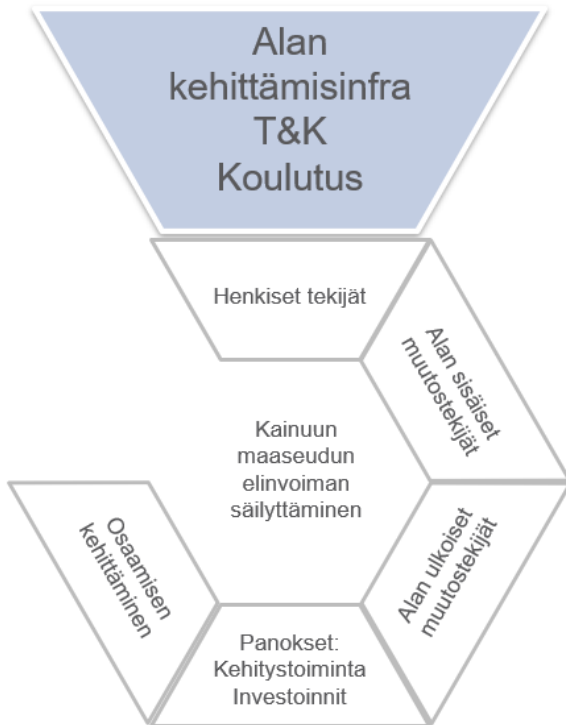 Alan
kehittämisinfra
T&K
Koulutus
Henkiset tekijät
Alan sisäiset
muutostekijät
Kainuun
maaseudun
elinvoiman
säilyttäminen
Osaamisen
kehittäminen
Alan ulkoiset
muutostekijät
Panokset:
Kehitystoiminta
Investoinnit